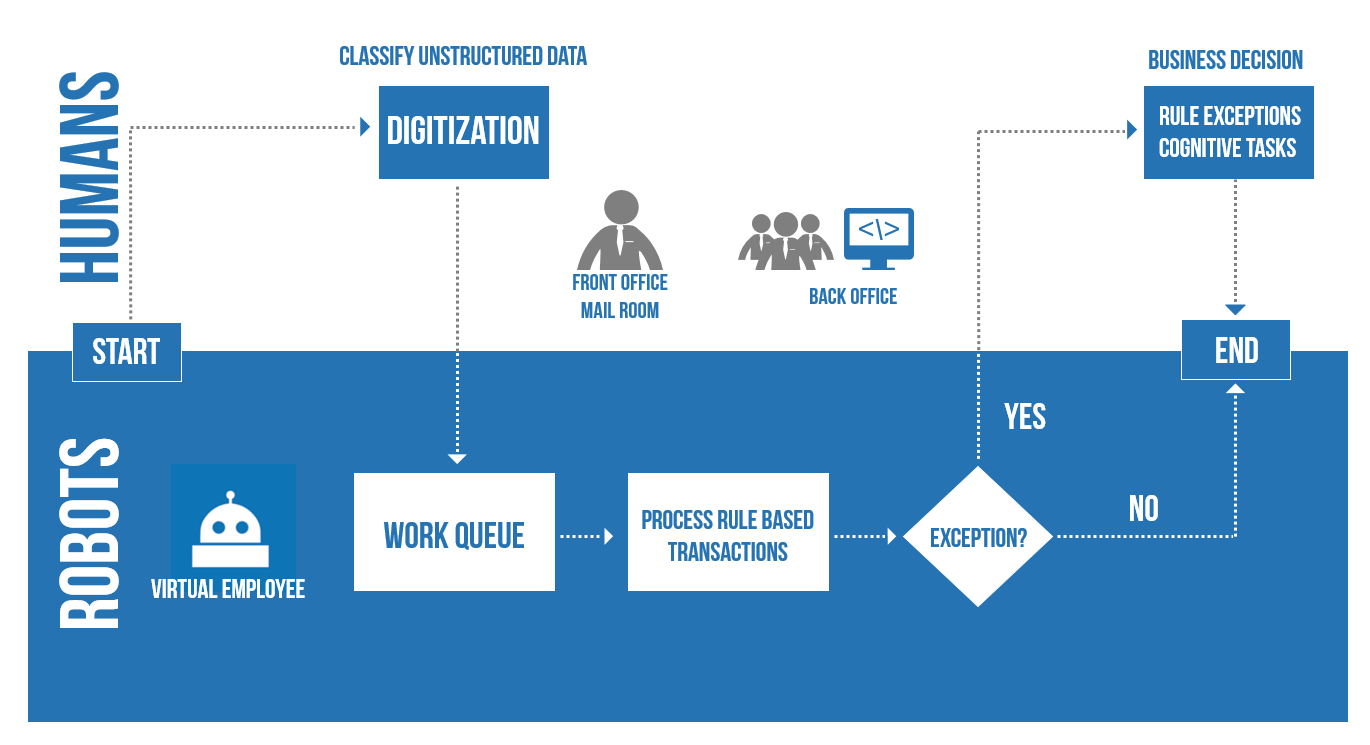 HUMANS
CLASSIFY UNSTRUCTURED DATA
DIGITIZATION
BUSINESS DECISION
RULE EXCEPTIONS
COGNITIVE TASKS
<\>
FRONT OFFICE
MAIL ROOM
BACK OFFICE
START
END
ROBOTS
VIRTUAL EMPLOYEE
WORK QUEUE
PROCESS RULE BASED
TRANSACTIONS
EXCEPTION?
YES
NO